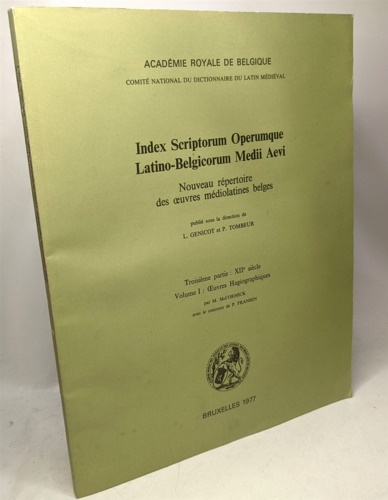 ACADÉMIE ROYALE DE BELGIQUE
COMITÉ NATIONAL DU DICTIONNAIRE DU LATIN MÉDIÉVAL
Index Scriptorum Operumque
Latino-Belgicorum Medii Aevi
Nouveau répertoire
des œuvres médiolatines belges
publié sous la direction de
L. GENICOT et P. TOMBEUR
Troisième partie : XIIe siècle
Volume I : Œuvres Hagiographiques
par M. McCORMICK
avec le concours de P. FRANSEN
BRUXELLES 1977